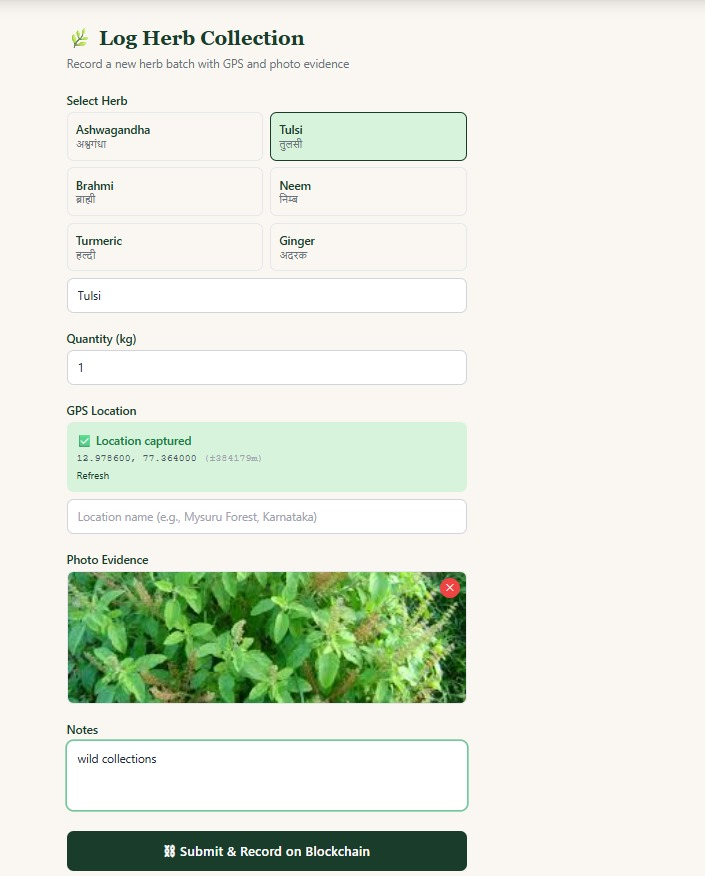 🌿 Log Herb Collection
Record a new herb batch with GPS and photo evidence
Select Herb
Ashwagandha
अश्वगंधा
Tulsi
तुलसी
Brahmi
ब्राह्मी
Neem
निम्ब
Turmeric
हल्दी
Ginger
अदरक
Tulsi
Quantity (kg)
1
GPS Location
✅ Location captured
12.978600, 77.364000 (±384179m)
Refresh
Location name (e.g., Mysuru Forest, Karnataka)
Photo Evidence
Notes
wild collections
⛓ Submit & Record on Blockchain